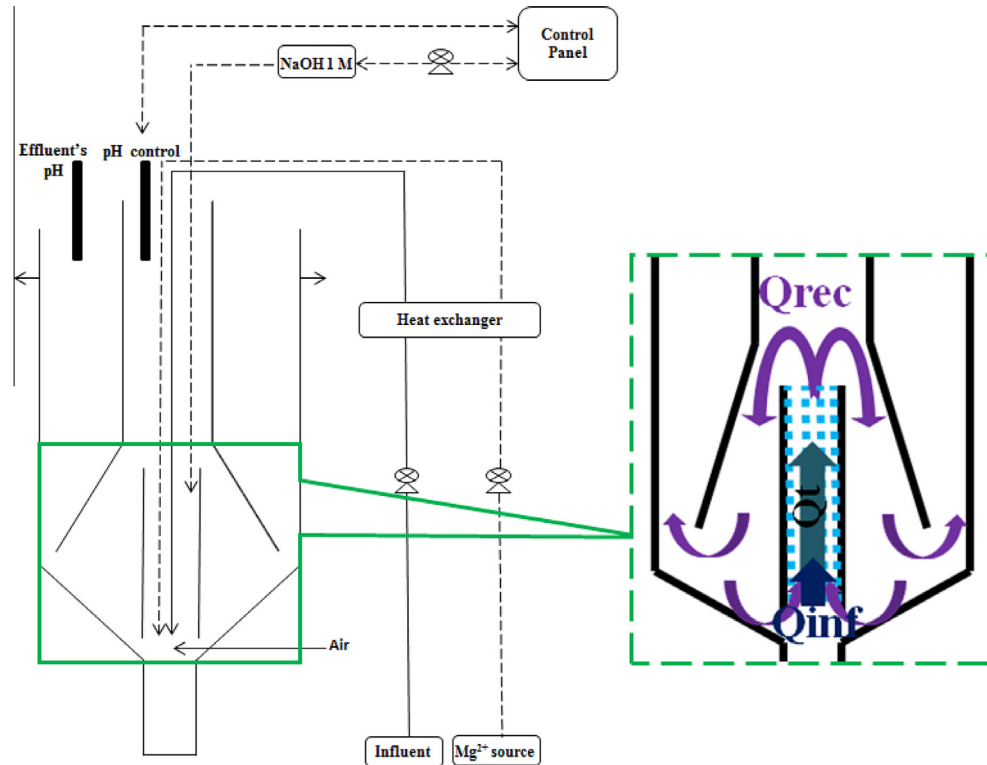 Control
Panel
NaOH 1 M
Effluent's
pH
pH control
Heat exchanger
Air
Influent
Mg²⁺ source
Qrec
Qt
Qinf